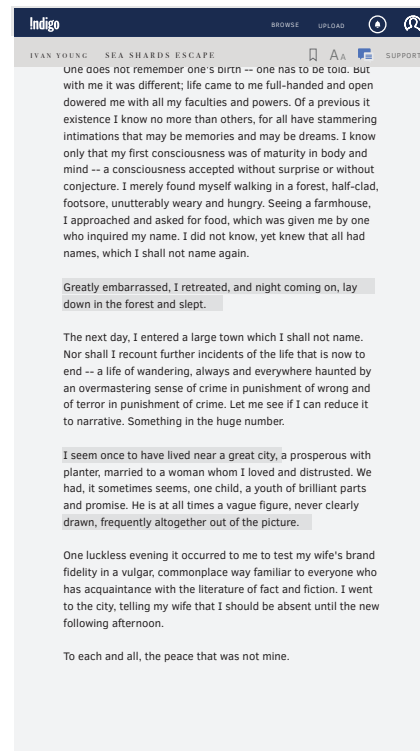 !ndigo
BROWSE
UPLOAD
IVAN YOUNG
SEA SHARDS ESCAPE
AA
SUPPORT
One does not remember one's birth -- one has to be told. But
with me it was different; life came to me full-handed and open
dowered me with all my faculties and powers. Of a previous it
existence I know no more than others, for all have stammering
intimations that may be memories and may be dreams. I know
only that my first consciousness was of maturity in body and
mind -- a consciousness accepted without surprise or without
conjecture. I merely found myself walking in a forest, half-clad,
footsore, unutterably weary and hungry. Seeing a farmhouse,
I approached and asked for food, which was given me by one
who inquired my name. I did not know, yet knew that all had
names, which I shall not name again.
Greatly embarrassed, I retreated, and night coming on, lay
down in the forest and slept.
The next day, I entered a large town which I shall not name.
Nor shall I recount further incidents of the life that is now to
end -- a life of wandering, always and everywhere haunted by
an overmastering sense of crime in punishment of wrong and
of terror in punishment of crime. Let me see if I can reduce it
to narrative. Something in the huge number.
I seem once to have lived near a great city, a prosperous with
planter, married to a woman whom I loved and distrusted. We
had, it sometimes seems, one child, a youth of brilliant parts
and promise. He is at all times a vague figure, never clearly
drawn, frequently altogether out of the picture.
One luckless evening it occurred to me to test my wife's brand
fidelity in a vulgar, commonplace way familiar to everyone who
has acquaintance with the literature of fact and fiction. I went
to the city, telling my wife that I should be absent until the new
following afternoon.
To each and all, the peace that was not mine.